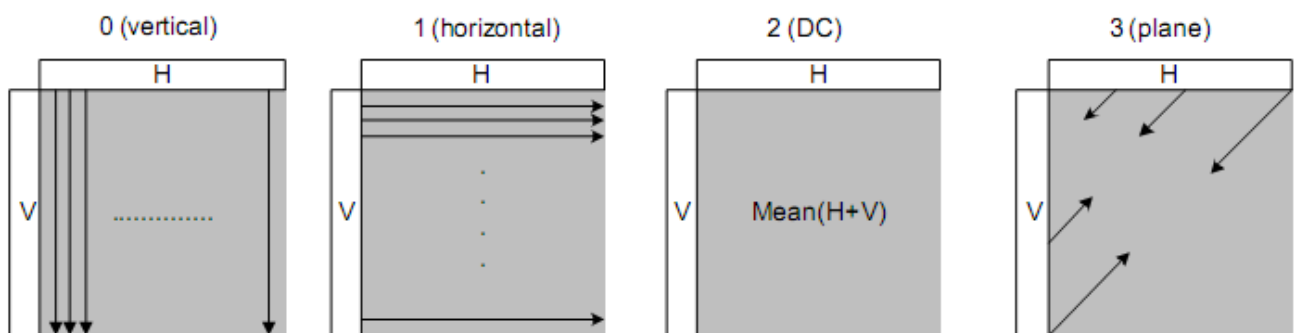 0 (vertical)
1 (horizontal)
2 (DC)
3 (plane)
H
H
H
H
V
V
V
Mean(H+V)
V